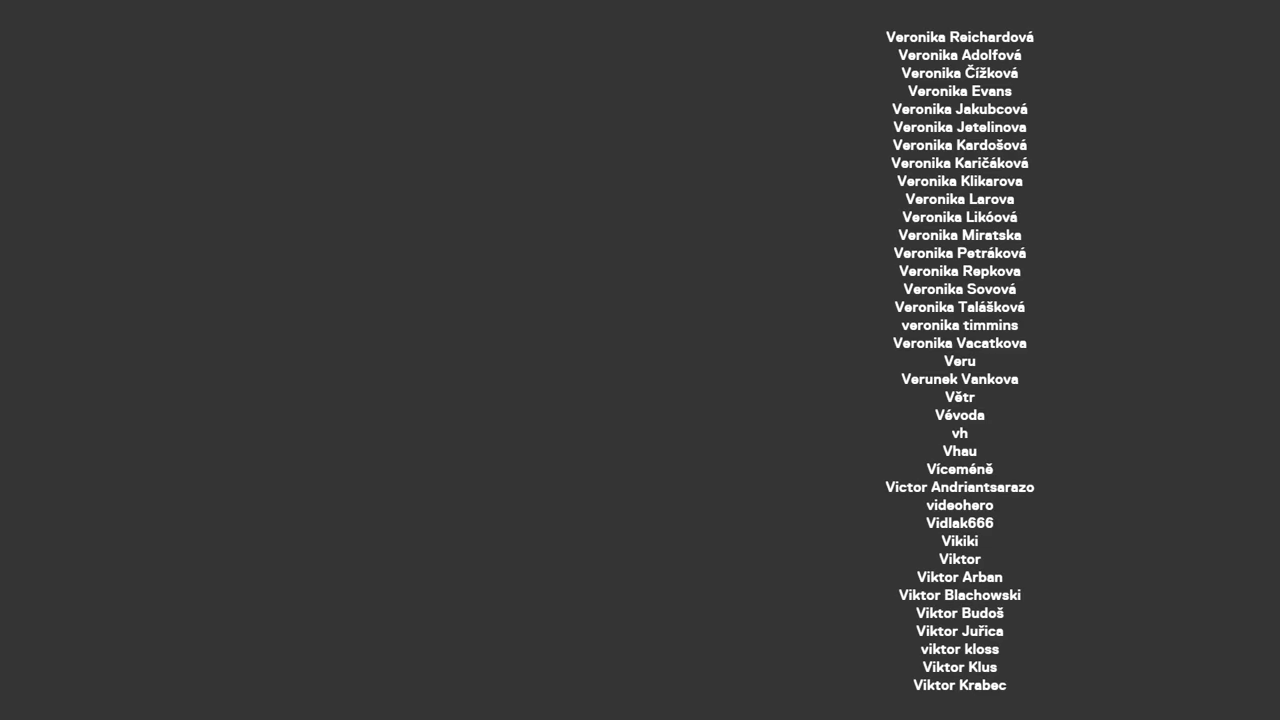 Veronika Reichardová
Veronika Adolfová
Veronika Čížková
Veronika Evans
Veronika Jakubcová
Veronika Jetelinova
Veronika Kardošová
Veronika Karičáková
Veronika Klikarova
Veronika Larova
Veronika Likóová
Veronika Miratska
Veronika Petráková
Veronika Repkova
Veronika Sovová
Veronika Talášková
veronika timmins
Veronika Vacatkova
Veru
Verunek Vankova
Větr
Vévoda
vh
Vhau
Víceméně
Victor Andriantsarazo
videohero
Vidlak666
Vikiki
Viktor
Viktor Arban
Viktor Blachowski
Viktor Budoš
Viktor Juřica
viktor kloss
Viktor Klus
Viktor Krabec